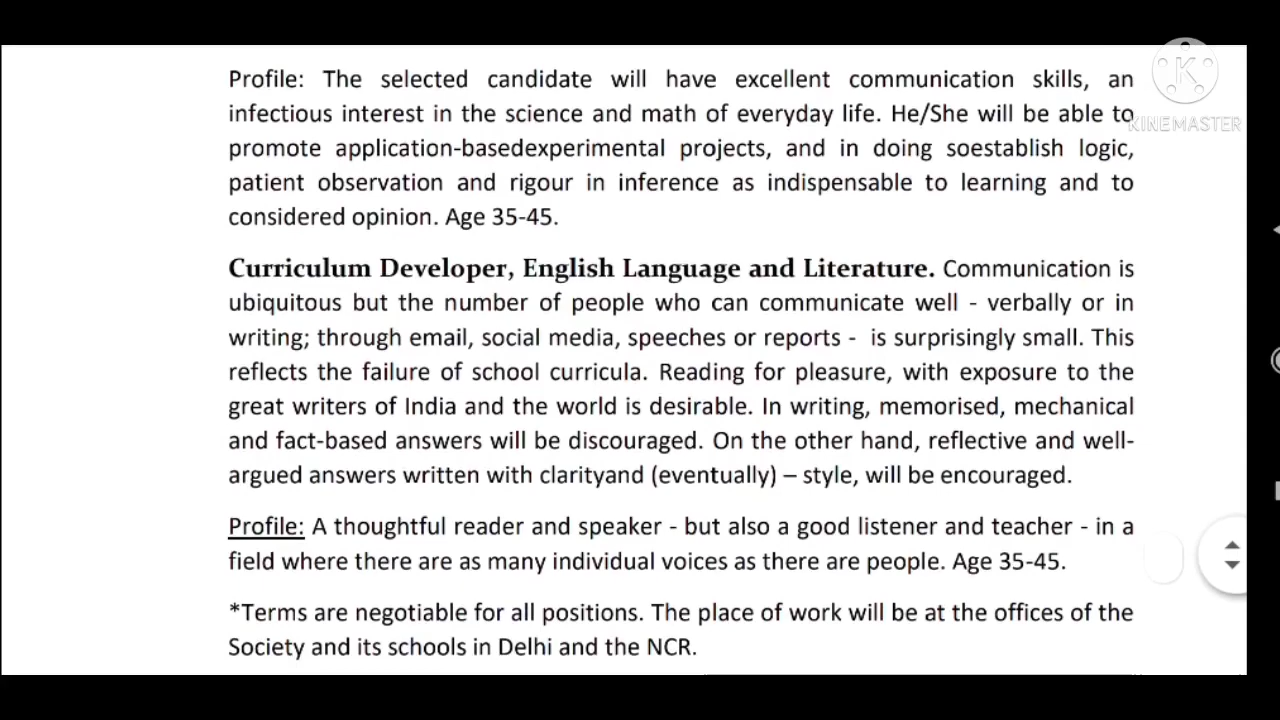 Profile: The selected candidate will have excellent communication skills, an
infectious interest in the science and math of everyday life. He/She will be able to
promote application-basedexperimental projects, and in doing soestablish logic,
patient observation and rigour in inference as indispensable to learning and to
considered opinion. Age 35-45.
Curriculum Developer, English Language and Literature. Communication is
ubiquitous but the number of people who can communicate well - verbally or in
writing; through email, social media, speeches or reports - is surprisingly small. This
reflects the failure of school curricula. Reading for pleasure, with exposure to the
great writers of India and the world is desirable. In writing, memorised, mechanical
and fact-based answers will be discouraged. On the other hand, reflective and well-
argued answers written with clarityand (eventually) – style, will be encouraged.
Profile: A thoughtful reader and speaker - but also a good listener and teacher - in a
field where there are as many individual voices as there are people. Age 35-45.
*Terms are negotiable for all positions. The place of work will be at the offices of the
Society and its schools in Delhi and the NCR.
K
KINEMASTER